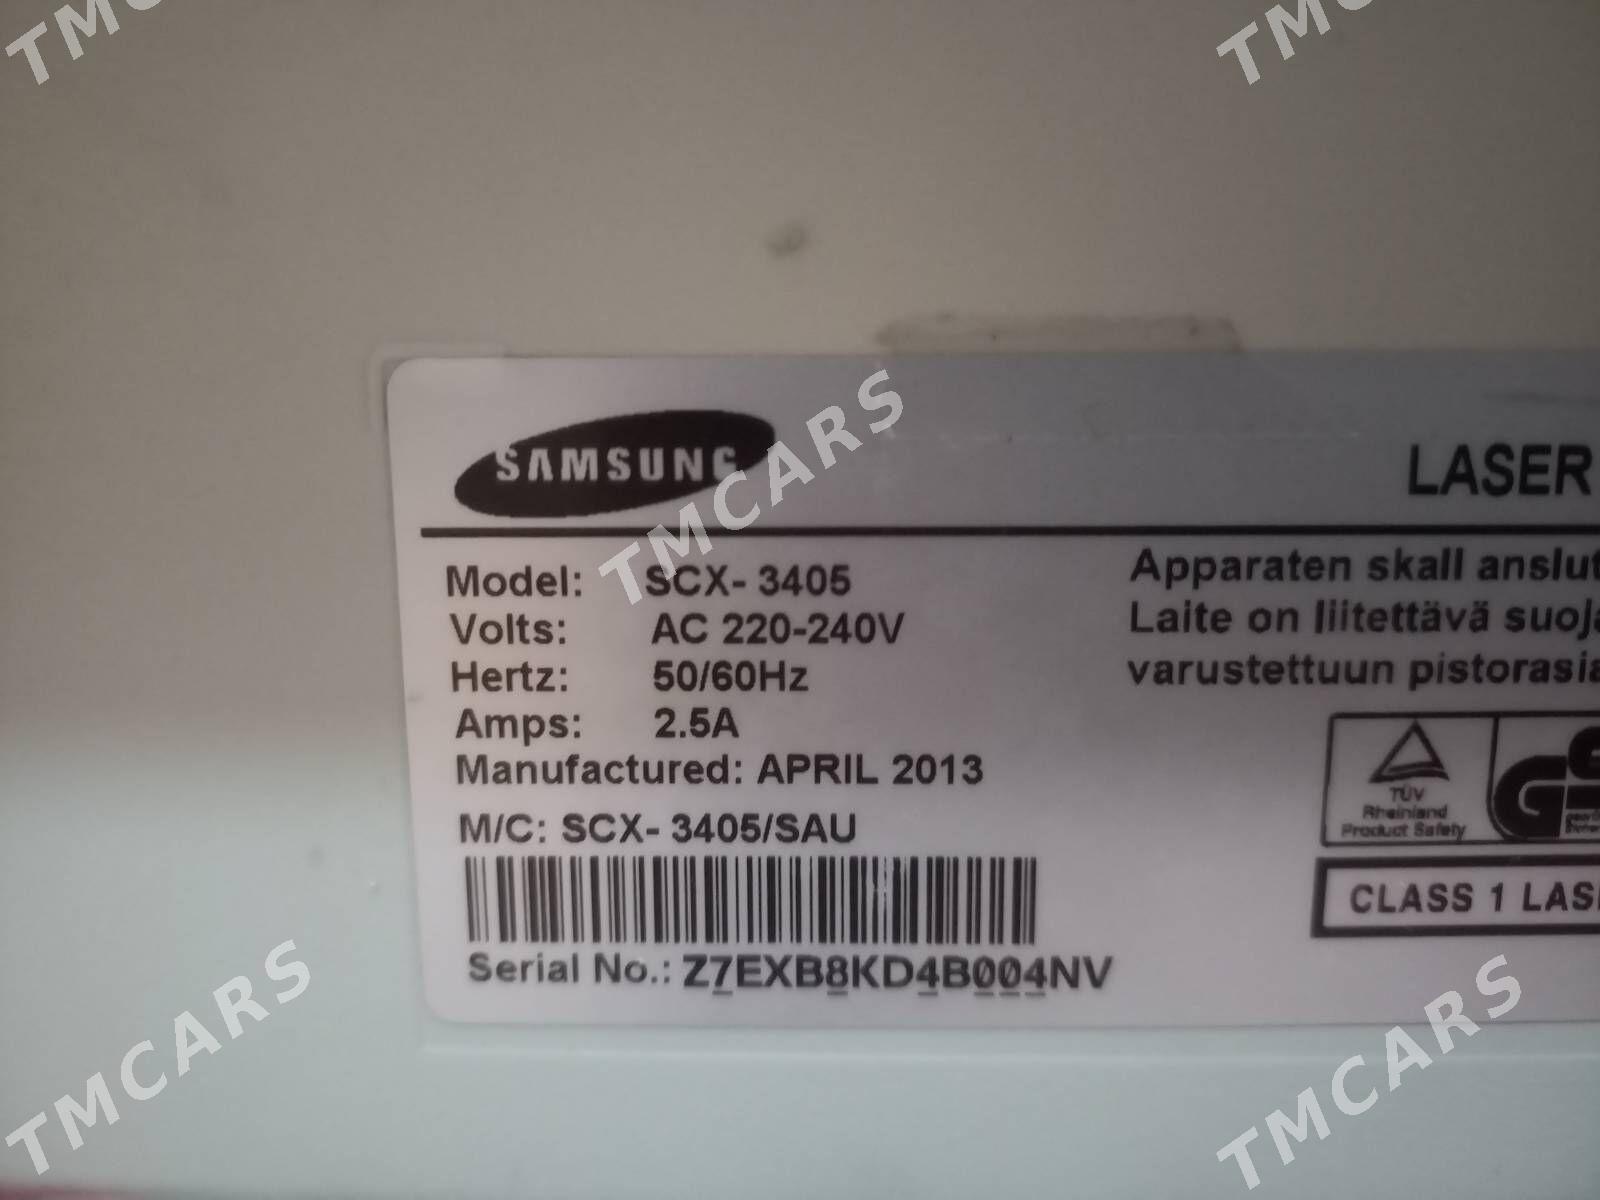 TMCARS
TMCARS
SAMSUNG
LASER
TMCARS
Model: SCX- 3405
Volts: AC 220-240V
Hertz: 50/60Hz
Amps: 2.5A
Manufactured: APRIL 2013
M/C: SCX- 3405/SAU
Serial No.: Z7EXB8KD4B004NV
Apparaten skall anslut
Laite on liitettävä suoja
varustettuun pistorasia
TÜV
Rheinland
Product Safety
GS
CLASS 1 LAS
TMCARS
TMCARS